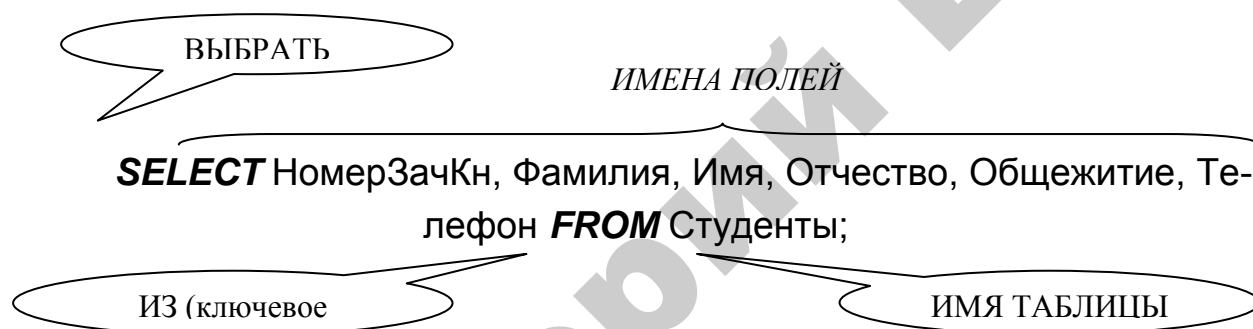 ВЫБРАТЬ
ИМЕНА ПОЛЕЙ
SELECT НомерЗачКн, Фамилия, Имя, Отчество, Общежитие, Те-
лефон FROM Студенты;
ИЗ (ключевое
ИМЯ ТАБЛИЦЫ